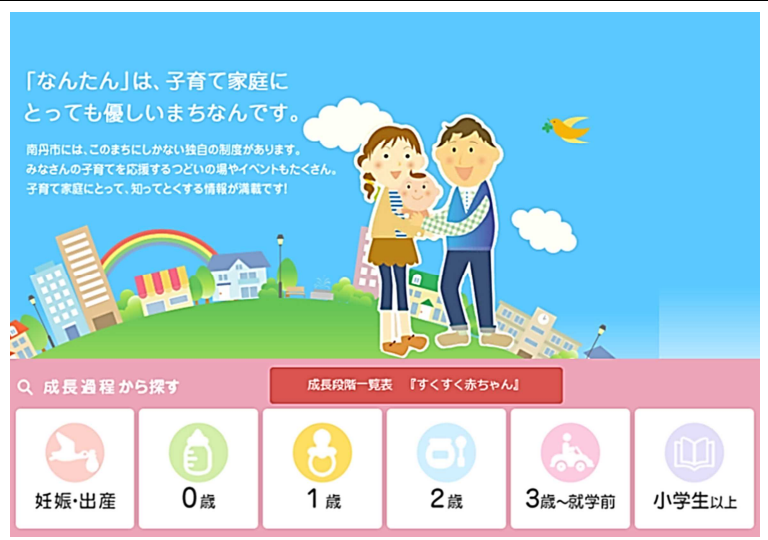 「なんたん」は、子育て家庭に
とっても優しいまちなんです。
南丹市には、このまちにしかない独自の制度があります。
みなさんの子育てを応援するつどいの場やイベントもたくさん。
子育て家庭にとって、知ってとくする情報が満載です!
成長過程から探す
成長段階一覧表 『すくすく赤ちゃん』
妊娠・出産
0歳
1歳
2歳
3歳〜就学前
小学生以上